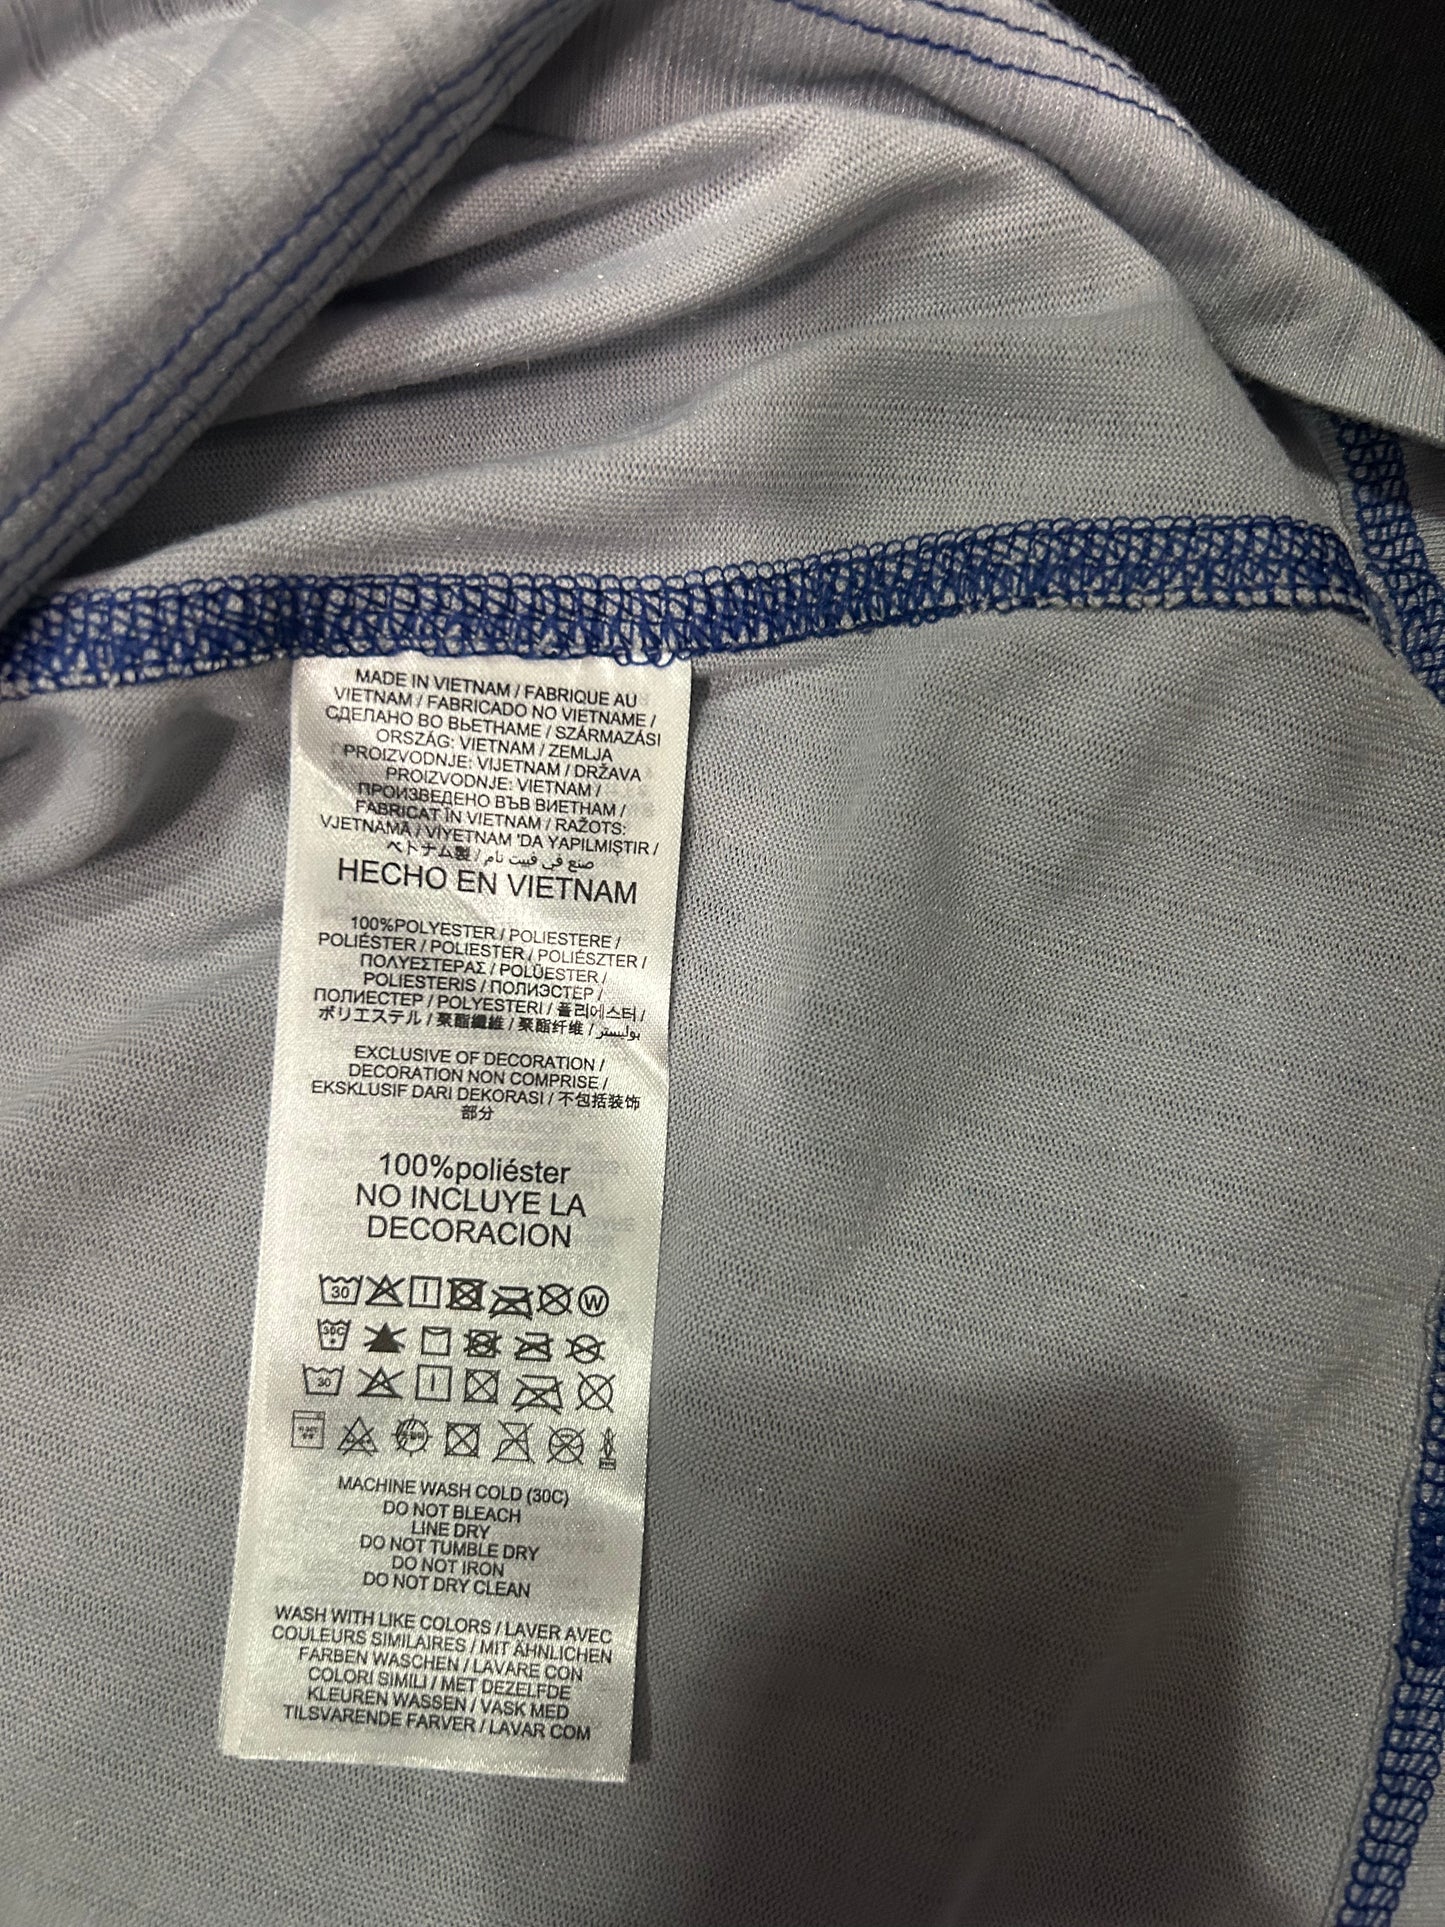 MADE IN VIETNAM / FABRIQUE AU
VIETNAM / FABRICADO NO VIETNAME /
СДЕЛАНО ВО ВЬЕТНАМЕ / SZÁRMAZÁSI
ORSZÁG: VIETNAM / ZEMLJA
PROIZVODNJE: VIJETNAM / DRŽAVA
PROIZVODNJE: VIETNAM /
ПРОИЗВЕДЕНО ВЪВ ВИЕТНАМ /
FABRICAT ÎN VIETNAM / RAŽOTS:
VJETNAMĀ / VİYETNAM 'DA YAPILMIŞTIR /
ベトナム製 / صنع في فييت نام
HECHO EN VIETNAM
100%POLYESTER / POLIESTERE /
POLIÉSTER / POLIESTER / POLIÉSZTER /
ΠΟΛΥΕΣΤΕΡΑΣ / POLÜESTER /
POLIESTERIS / ПОЛИЭСТЕР /
ПОЛИЕСТЕР / POLYESTERI / 폴리에스터 /
ポリエステル / 聚酯纖維 / 聚酯纤维 / بوليستر
EXCLUSIVE OF DECORATION /
DECORATION NON COMPRISE /
EKSKLUSIF DARI DEKORASI / 不包括装饰
部分
100%poliéster
NO INCLUYE LA
DECORACION
30 W
30C
30
MACHINE WASH COLD (30C)
DO NOT BLEACH
LINE DRY
DO NOT TUMBLE DRY
DO NOT IRON
DO NOT DRY CLEAN
WASH WITH LIKE COLORS / LAVER AVEC
COULEURS SIMILAIRES / MIT ÄHNLICHEN
FARBEN WASCHEN / LAVARE CON
COLORI SIMILI / MET DEZELFDE
KLEUREN WASSEN / VASK MED
TILSVARENDE FARVER / LAVAR COM